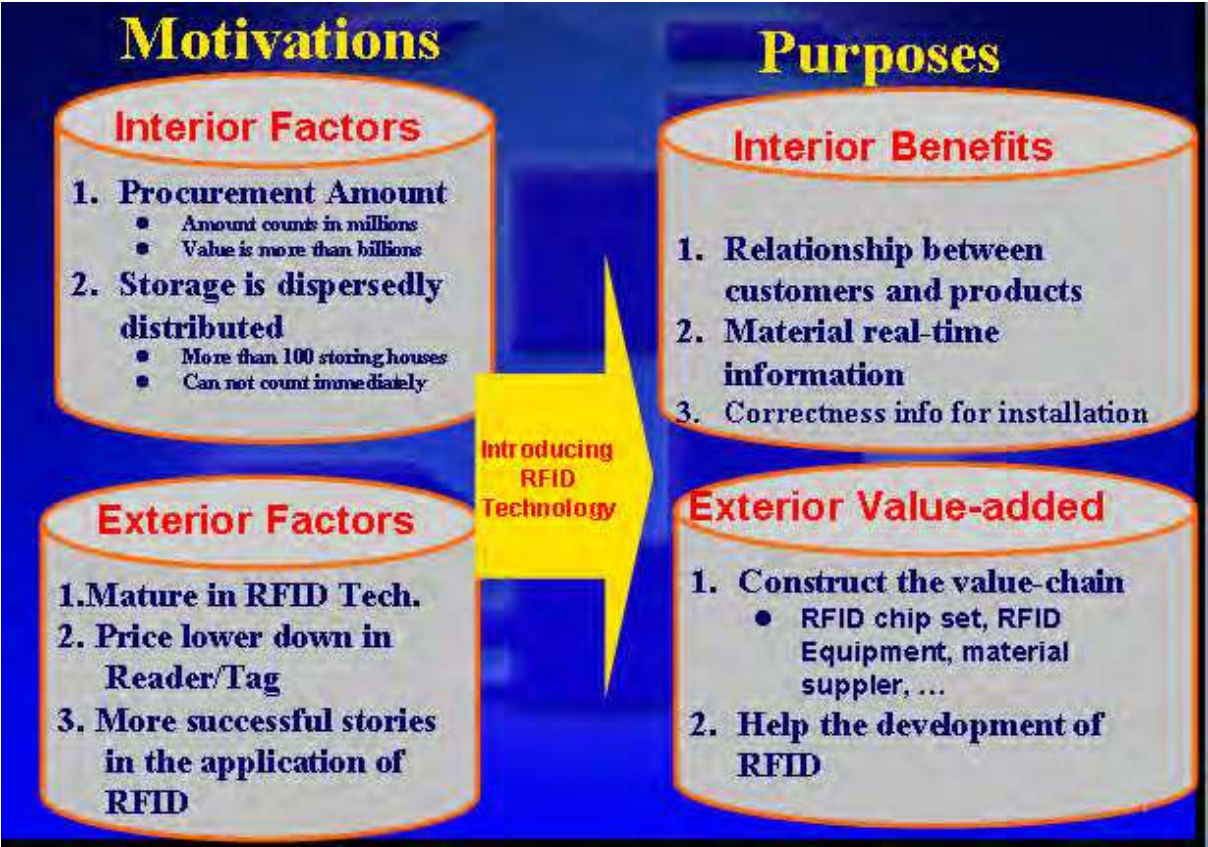 Motivations
Interior Factors
1. Procurement Amount
● Amount counts in millions
● Value is more than billions
2. Storage is dispersedly
distributed
● More than 100 storing houses
● Can not count immediately
Exterior Factors
1.Mature in RFID Tech.
2. Price lower down in
Reader/Tag
3. More successful stories
in the application of
RFID
Introducing
RFID
Technology
Purposes
Interior Benefits
1. Relationship between
customers and products
2. Material real-time
information
3. Correctness info for installation
Exterior Value-added
1. Construct the value-chain
● RFID chip set, RFID
Equipment, material
suppler, ...
2. Help the development of
RFID